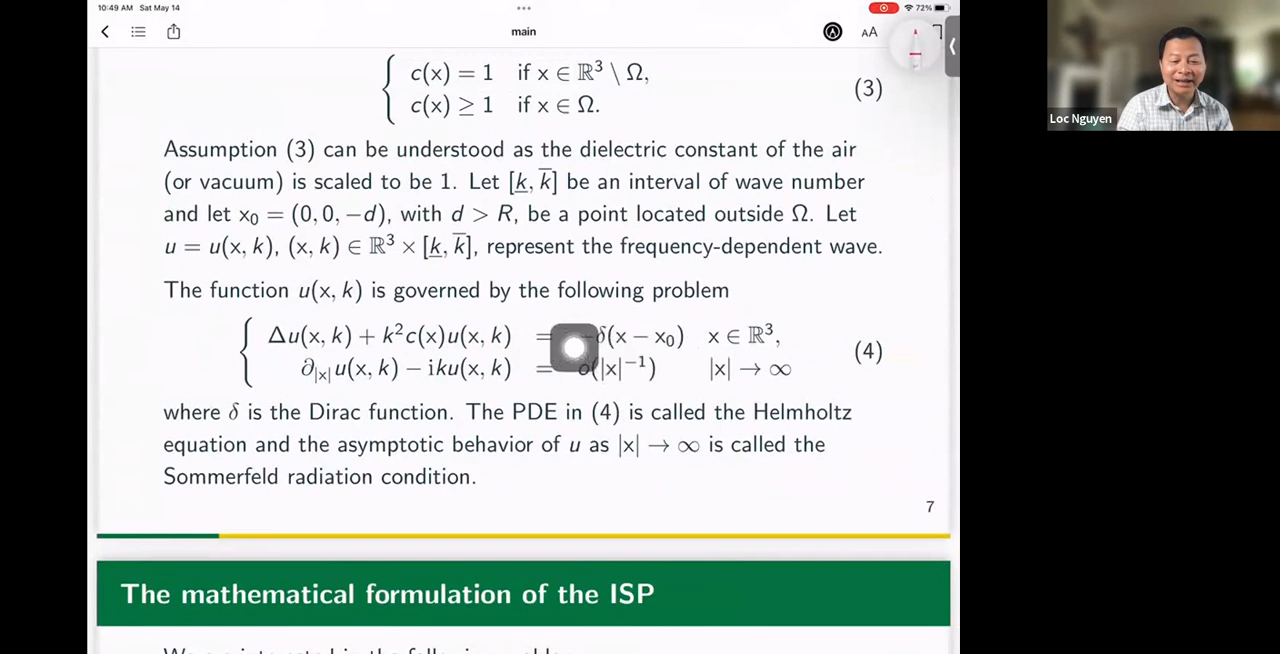 10:49 AM Sat May 14
72%
main
AA
c(x) = 1 if x ∈ ℝ³ \ Ω,
c(x) ≥ 1 if x ∈ Ω.
(3)
Loc Nguyen
Assumption (3) can be understood as the dielectric constant of the air
(or vacuum) is scaled to be 1. Let [k̲, k̅] be an interval of wave number
and let x₀ = (0, 0, −d), with d > R, be a point located outside Ω. Let
u = u(x, k), (x, k) ∈ ℝ³ × [k̲, k̅], represent the frequency-dependent wave.
The function u(x, k) is governed by the following problem
Δu(x, k) + k²c(x)u(x, k) = δ(x − x₀) x ∈ ℝ³,
∂|x|u(x, k) − iku(x, k) = o(|x|⁻¹) |x| → ∞
(4)
where δ is the Dirac function. The PDE in (4) is called the Helmholtz
equation and the asymptotic behavior of u as |x| → ∞ is called the
Sommerfeld radiation condition.
7
The mathematical formulation of the ISP